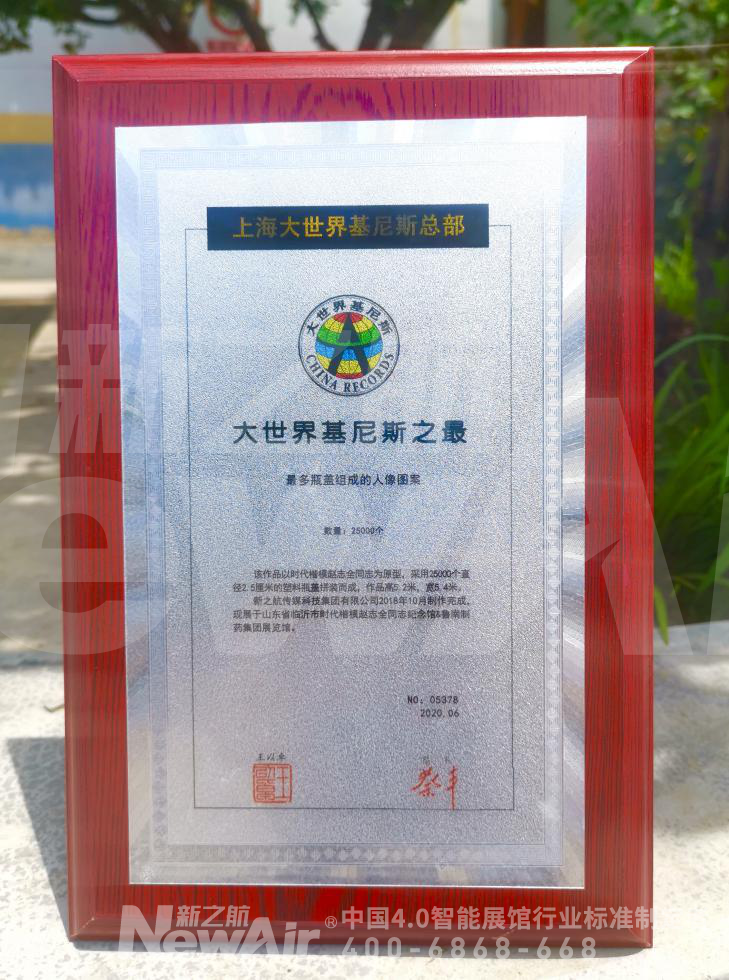 上海大世界基尼斯总部
大世界基尼斯
CHINA RECORDS
大世界基尼斯之最
最多瓶盖组成的人像图案
数量：25000个
该作品以时代楷模赵志全同志为原型，采用25000个直
径2.5厘米的塑料瓶盖拼装而成，作品高5.2米，宽5.4米。
新之航传媒科技集团有限公司2018年10月制作完成，
现展于山东省临沂市时代楷模赵志全同志纪念馆&鲁南制
药集团展览馆。
NO：05378
2020.06
蔡丰
新之航
NewAir
®中国4.0智能展馆行业标准制
400-6868-668